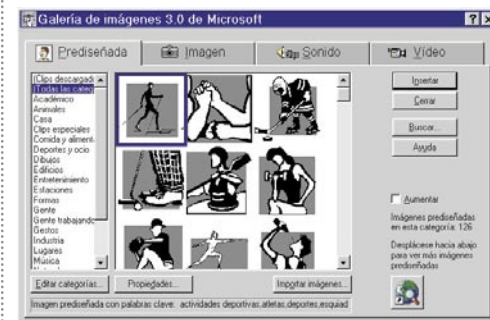 Galería de imágenes 3.0 de Microsoft
Prediseñada
Imagen
Sonido
Vídeo
(Clips descargado
(Todas las categ
Académico
Animales
Casa
Clips especiales
Comida y aliment
Deportes y ocio
Dibujos
Edificios
Entretenimiento
Estaciones
Formas
Gente
Gente trabajando
Gestos
Industria
Lugares
Música
Insertar
Cerrar
Buscar...
Ayuda
Aumentar
Imágenes prediseñadas
en esta categoría: 126
Desplácese hacia abajo
para ver más imágenes
prediseñadas
Editar categorías...
Propiedades...
Importar imágenes...
Imagen prediseñada con palabras clave: actividades deportivas,atletas,deportes,esquiad